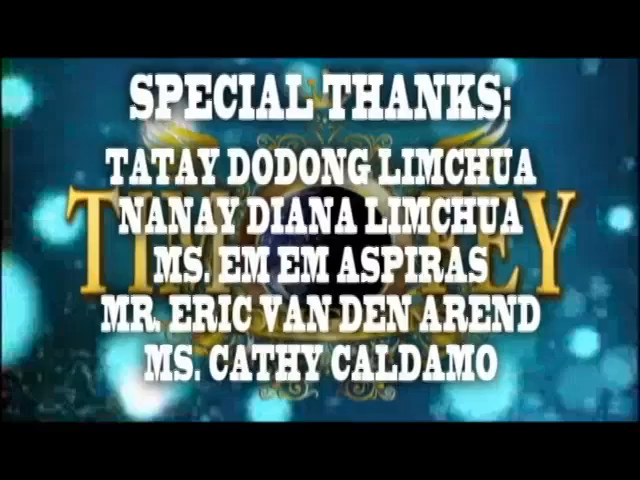 SPECIAL THANKS:
TATAY DODONG LIMCHUA
NANAY DIANA LIMCHUA
MS. EM EM ASPIRAS
MR. ERIC VAN DEN AREND
MS. CATHY CALDAMO